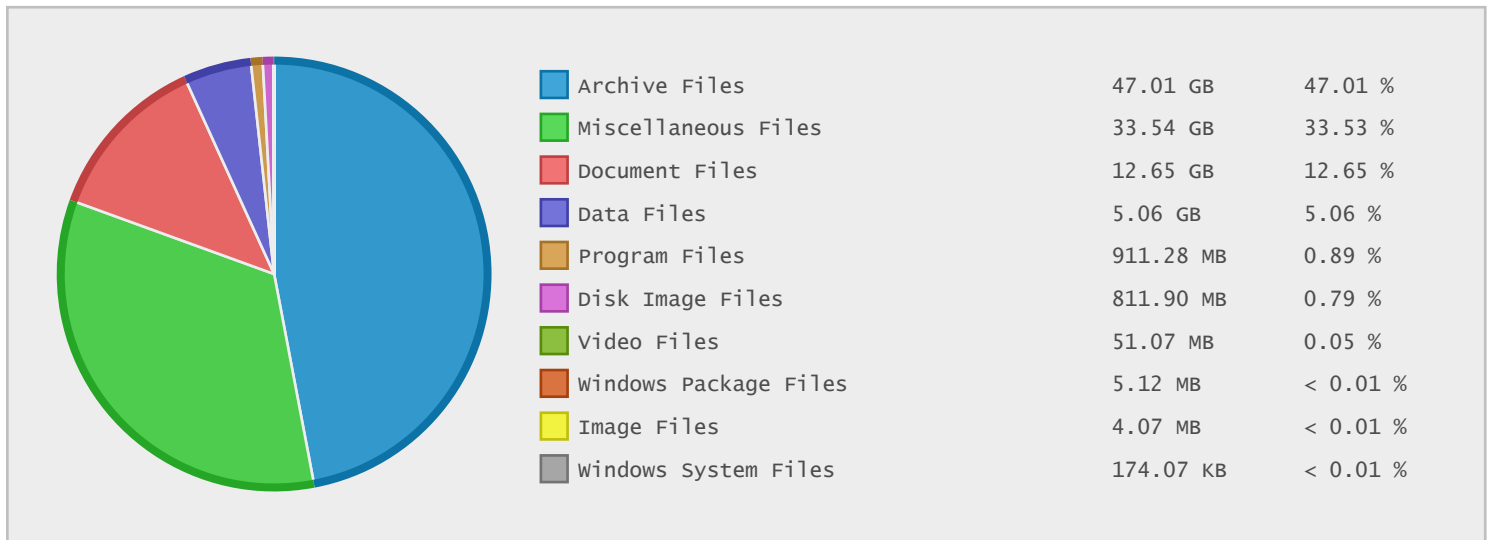 Archive Files 47.01 GB 47.01 %
Miscellaneous Files 33.54 GB 33.53 %
Document Files 12.65 GB 12.65 %
Data Files 5.06 GB 5.06 %
Program Files 911.28 MB 0.89 %
Disk Image Files 811.90 MB 0.79 %
Video Files 51.07 MB 0.05 %
Windows Package Files 5.12 MB < 0.01 %
Image Files 4.07 MB < 0.01 %
Windows System Files 174.07 KB < 0.01 %